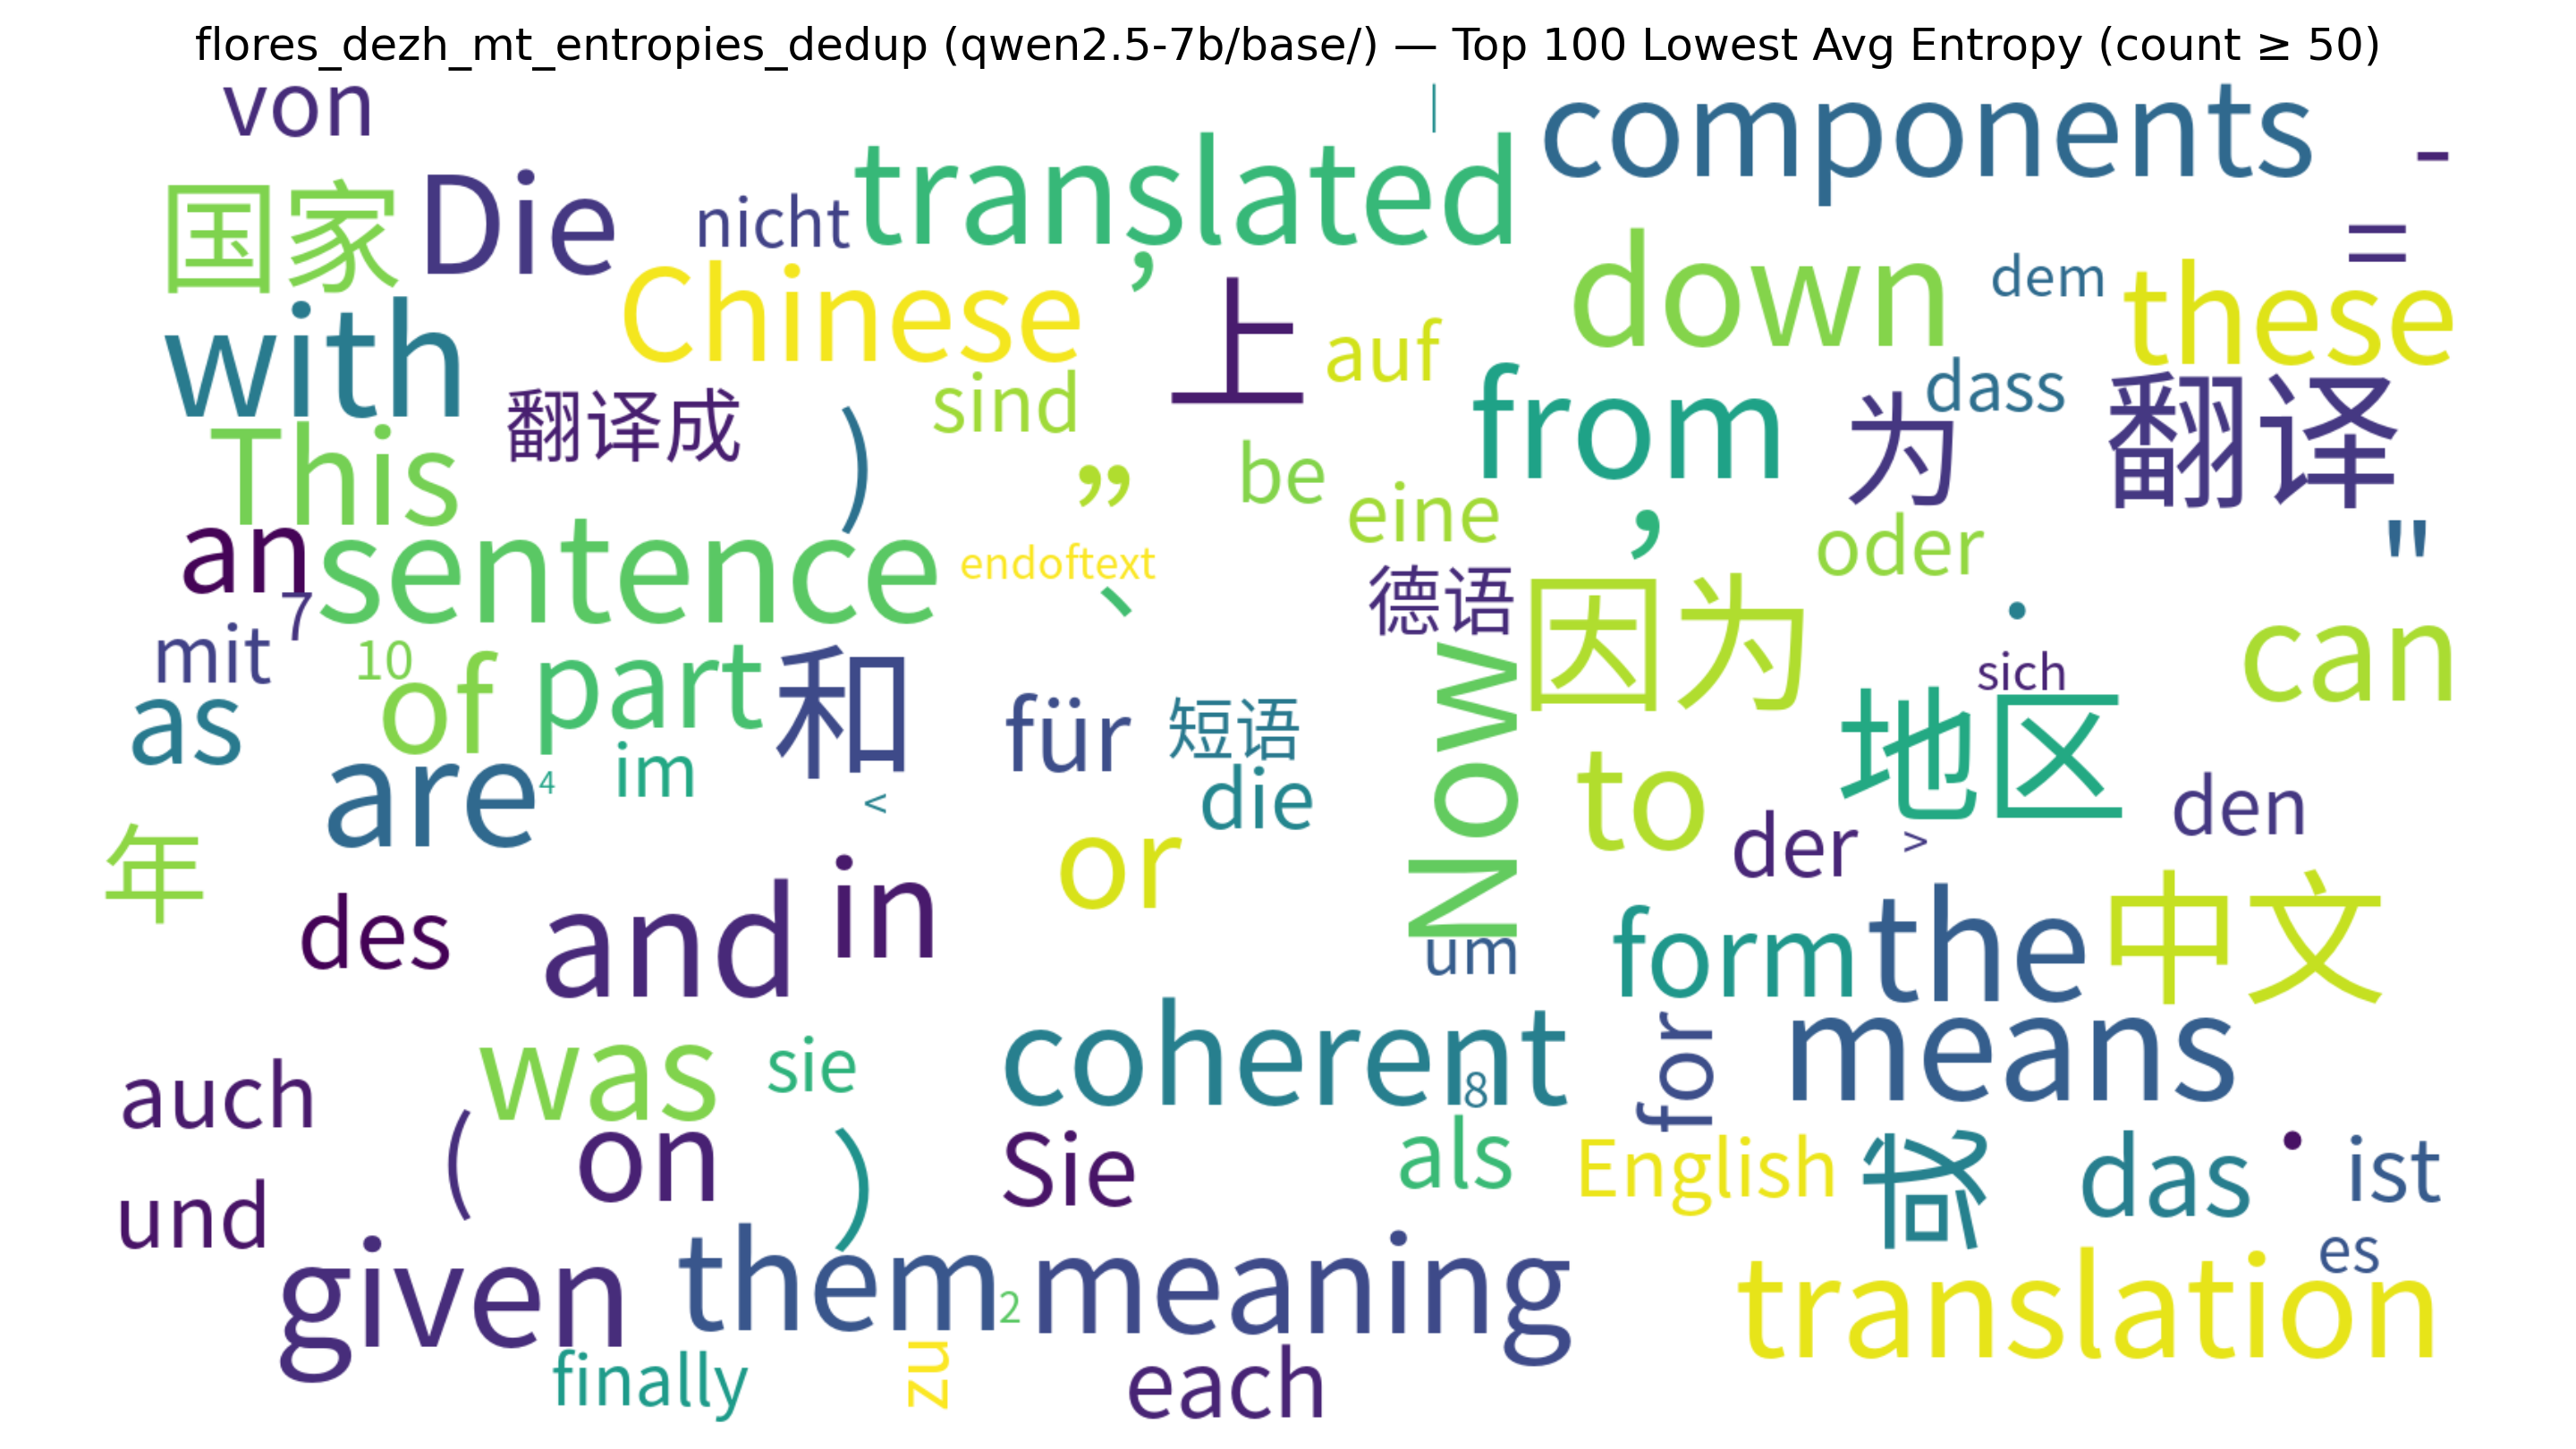 flores_dezh_mt_entropies_dedup (qwen2.5-7b/base/) — Top 100 Lowest Avg Entropy (count ≥ 50)
von
|
components
-
国家
Die
nicht
translated
,
=
Chinese
上
auf
down
dem
these
with
翻译成
)
sind
from
为
dass
翻译
This
”
be
eine
,
oder
"
an
sentence
endoftext
、
德语
因为
·
can
7
mit
10
of
part
和
für
短语
Now
sich
地区
as
are
4
im
<
die
to
der
>
den
年
or
des
and
in
um
form
the
中文
auch
was
sie
coherent
8
for
means
und
(
on
)
Sie
als
English
或
das
.
ist
es
given
them
2
meaning
translation
finally
zu
each